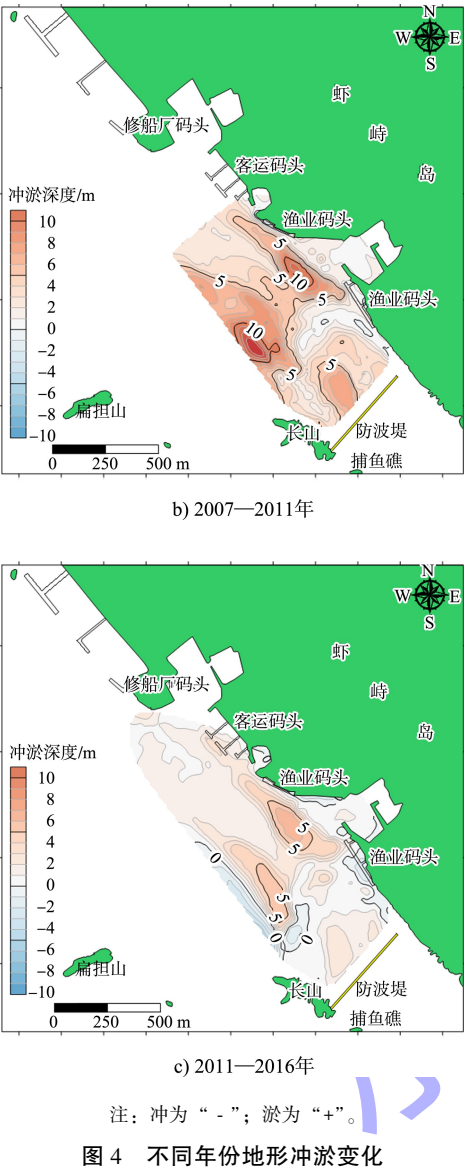 N
W E
S
虾
峙
岛
修船厂码头
客运码头
渔业码头
渔业码头
冲淤深度/m
10
8
6
4
2
0
-2
-4
-6
-8
-10
5
10
5
5
5
10
5
5
扁担山
长山
防波堤
捕鱼礁
0 250 500 m
b) 2007—2011年
N
W E
S
虾
峙
岛
修船厂码头
客运码头
渔业码头
渔业码头
冲淤深度/m
10
8
6
4
2
0
-2
-4
-6
-8
-10
5
5
0
5
5
0
0
扁担山
长山
防波堤
捕鱼礁
0 250 500 m
c) 2011—2016年
注：冲为“ - ”；淤为“+”。
图 4 不同年份地形冲淤变化